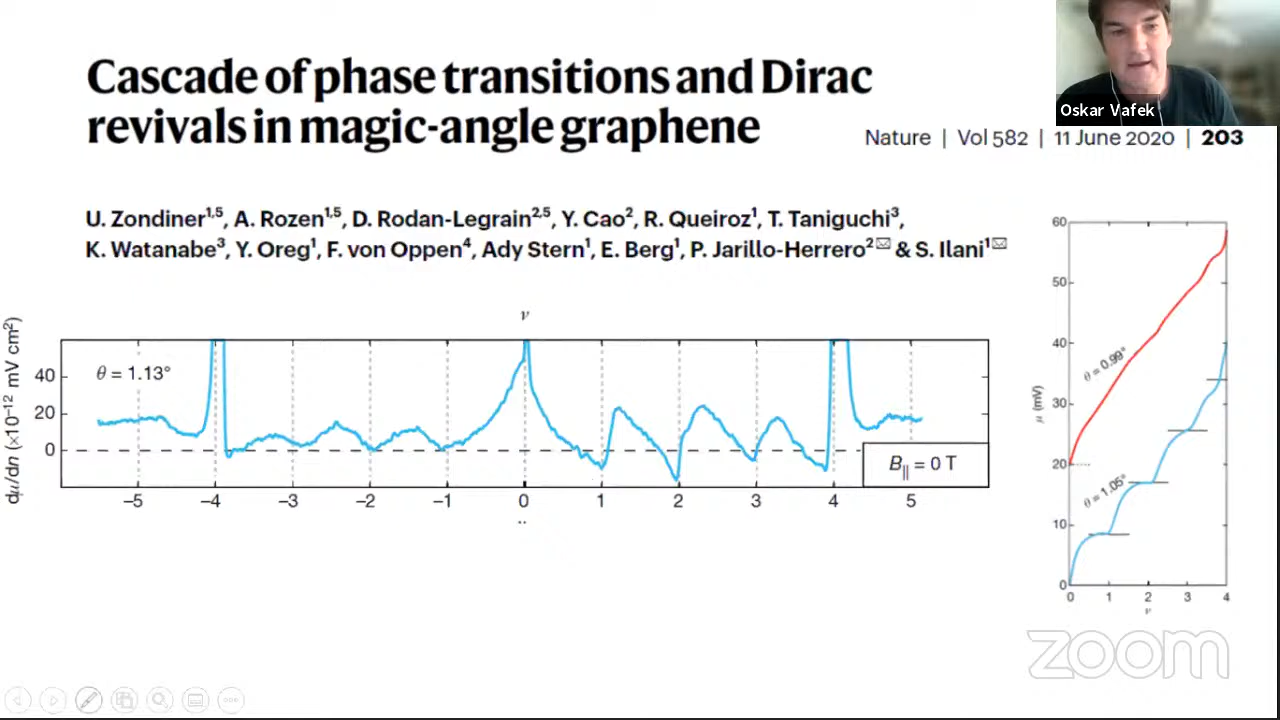 Oskar Vafek
Cascade of phase transitions and Dirac
revivals in magic-angle graphene
Nature | Vol 582 | 11 June 2020 | 203
U. Zondiner1,5, A. Rozen1,5, D. Rodan-Legrain2,5, Y. Cao2, R. Queiroz1, T. Taniguchi3,
K. Watanabe3, Y. Oreg1, F. von Oppen4, Ady Stern1, E. Berg1, P. Jarillo-Herrero2✉ & S. Ilani1✉
ν
dμ/dn (×10–12 mV cm2)
40
20
0
θ = 1.13°
B|| = 0 T
–5 –4 –3 –2 –1 0 1 2 3 4 5
60
50
40
30
20
10
0
μ (mV)
θ = 0.99°
θ = 1.05°
0 1 2 3 4
ν
zoom